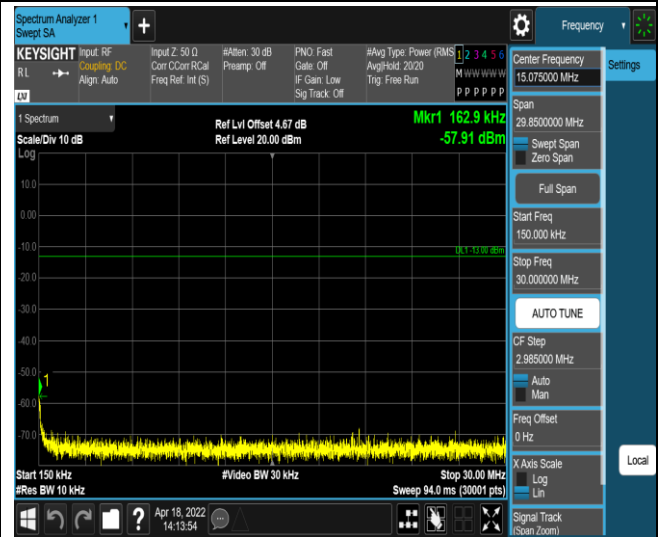 Spectrum Analyzer 1
Swept SA
Frequency
KEYSIGHT
RL
Input: RF
Coupling: DC
Align: Auto
Input Z: 50 Ω
Corr CCorr RCal
Freq Ref: Int (S)
#Atten: 30 dB
Preamp: Off
PNO: Fast
Gate: Off
IF Gain: Low
Sig Track: Off
#Avg Type: Power (RMS
Avg|Hold: 20/20
Trig: Free Run
1 2 3 4 5 6
M W W W W W
P P P P P P
LXI
1 Spectrum
Scale/Div 10 dB
Log
Ref Lvl Offset 4.67 dB
Ref Level 20.00 dBm
Mkr1 162.9 kHz
-57.91 dBm
10.0
0.00
-10.0
DL1 -13.00 dBm
-20.0
-30.0
-40.0
-50.0
1
-60.0
-70.0
Start 150 kHz
#Res BW 10 kHz
#Video BW 30 kHz
Stop 30.00 MHz
Sweep 94.0 ms (30001 pts)
Apr 18, 2022
14:13:54
Center Frequency
15.075000 MHz
Settings
Span
29.8500000 MHz
Swept Span
Zero Span
Full Span
Start Freq
150.000 kHz
Stop Freq
30.000000 MHz
AUTO TUNE
CF Step
2.985000 MHz
Auto
Man
Freq Offset
0 Hz
X Axis Scale
Log
Lin
Local
Signal Track
(Span Zoom)